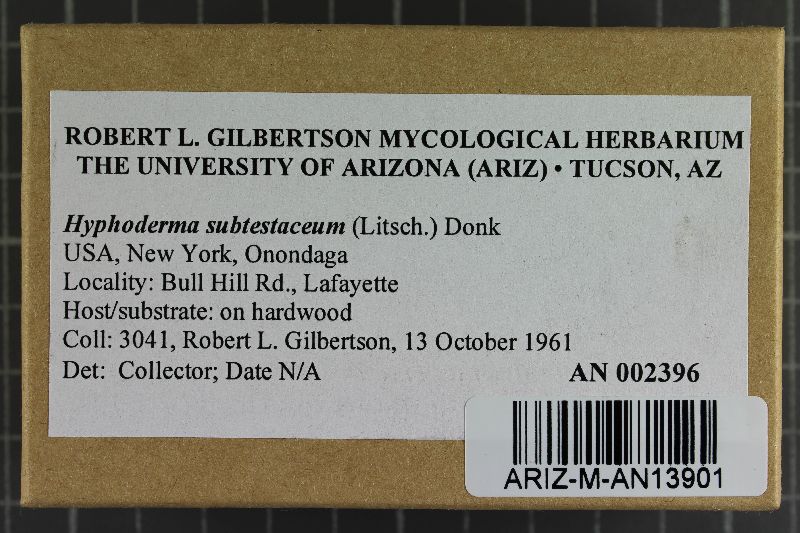 ROBERT L. GILBERTSON MYCOLOGICAL HERBARIUM
THE UNIVERSITY OF ARIZONA (ARIZ) • TUCSON, AZ
Hyphoderma subtestaceum (Litsch.) Donk
USA, New York, Onondaga
Locality: Bull Hill Rd., Lafayette
Host/substrate: on hardwood
Coll: 3041, Robert L. Gilbertson, 13 October 1961
Det: Collector; Date N/A AN 002396
ARIZ-M-AN13901